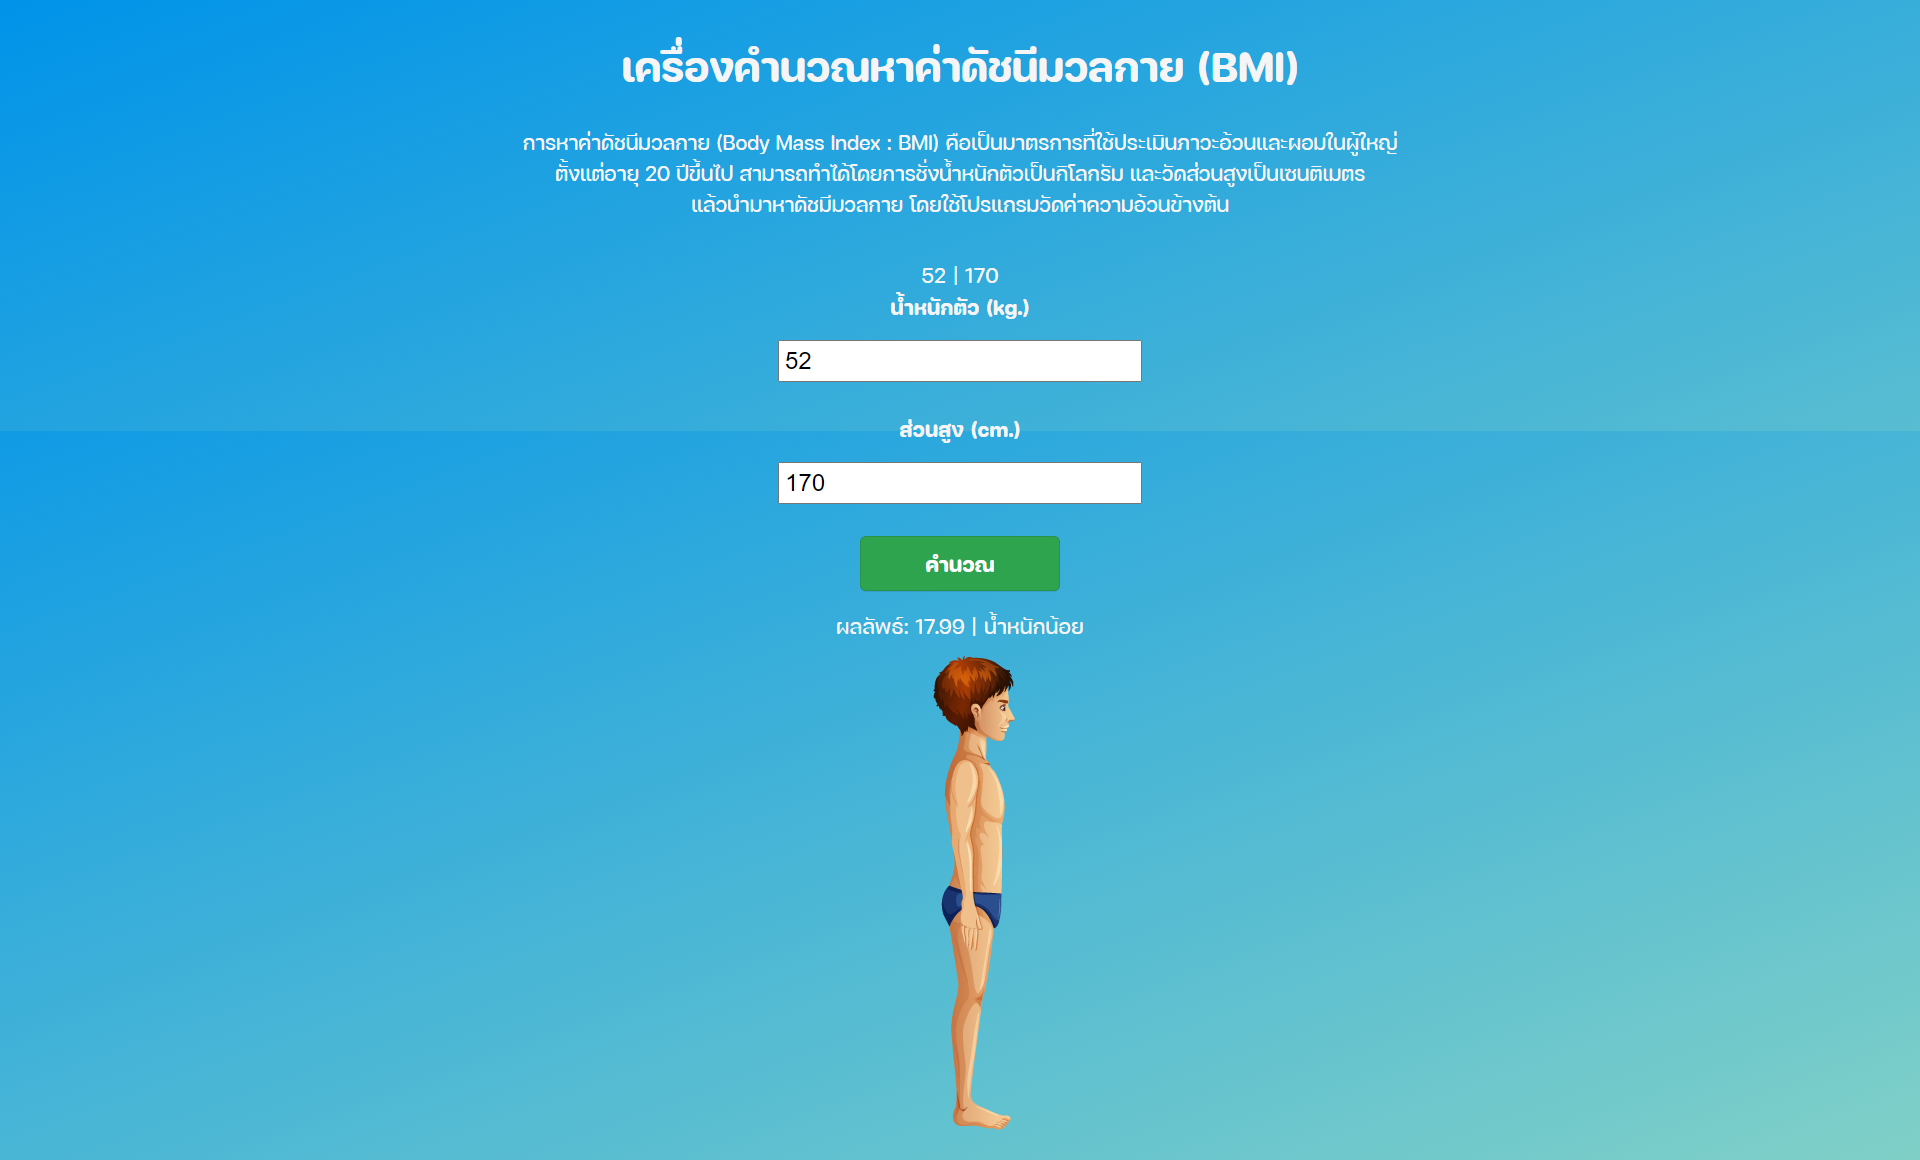 เครื่องคำนวณหาค่าดัชนีมวลกาย (BMI)
การหาค่าดัชนีมวลกาย (Body Mass Index : BMI) คือเป็นมาตรการที่ใช้ประเมินภาวะอ้วนและผอมในผู้ใหญ่
ตั้งแต่อายุ 20 ปีขึ้นไป สามารถทำได้โดยการชั่งน้ำหนักตัวเป็นกิโลกรัม และวัดส่วนสูงเป็นเซนติเมตร
แล้วนำมาหาดัชมีมวลกาย โดยใช้โปรแกรมวัดค่าความอ้วนข้างต้น
52 | 170
น้ำหนักตัว (kg.)
52
ส่วนสูง (cm.)
170
คำนวณ
ผลลัพธ์: 17.99 | น้ำหนักน้อย